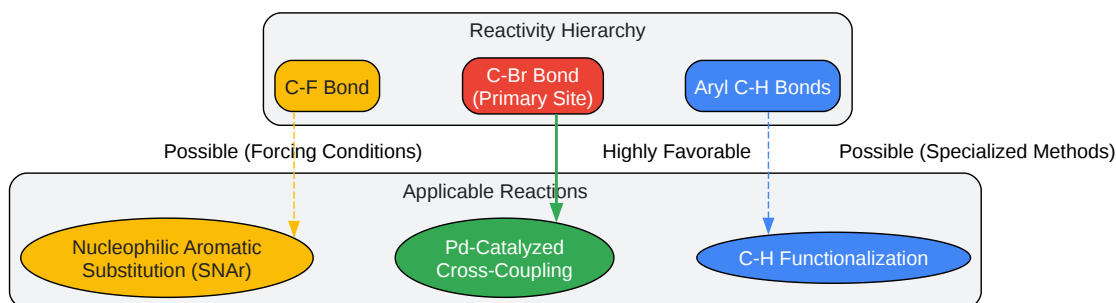 Reactivity Hierarchy
C-F Bond
C-Br Bond
(Primary Site)
Aryl C-H Bonds
Possible (Forcing Conditions)
Highly Favorable
Possible (Specialized Methods)
Applicable Reactions
Nucleophilic Aromatic
Substitution (SNAr)
Pd-Catalyzed
Cross-Coupling
C-H Functionalization